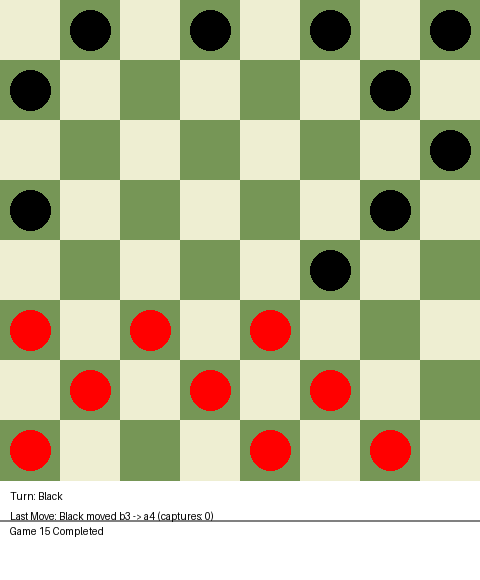 Turn: Black
Last Move: Black moved b3 -> a4 (captures: 0)
Game 15 Completed